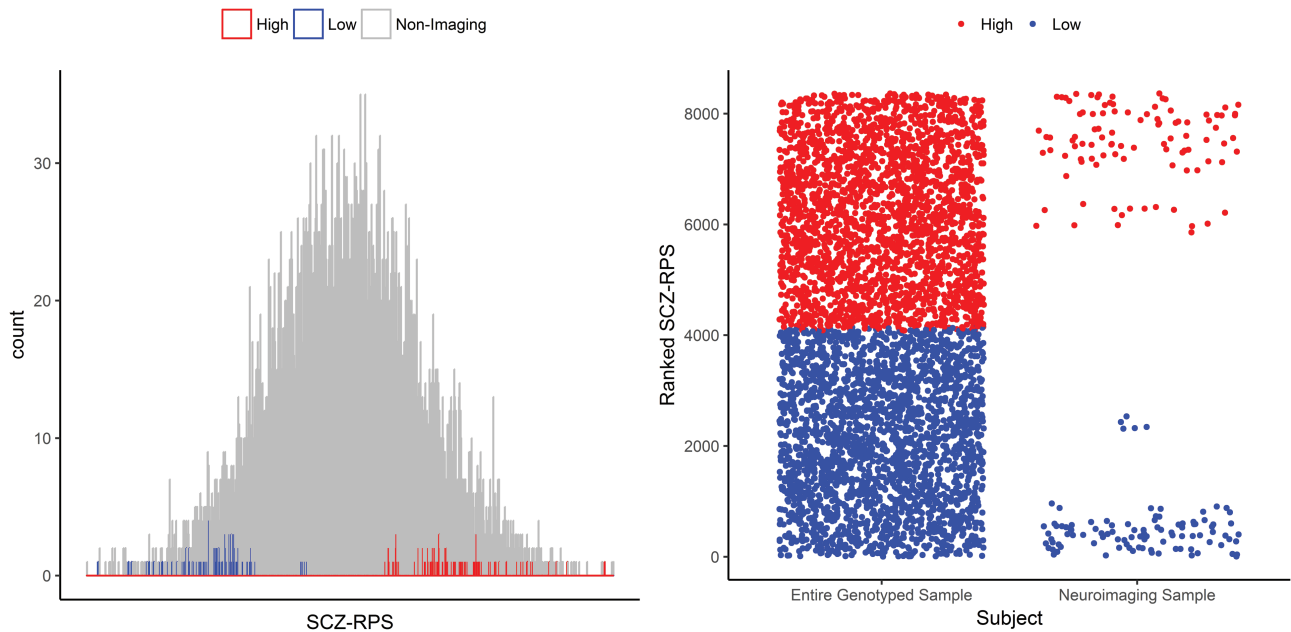 High Low Non-Imaging
count
30
20
10
0
SCZ-RPS
High Low
Ranked SCZ-RPS
8000
6000
4000
2000
0
Entire Genotyped Sample Neuroimaging Sample
Subject